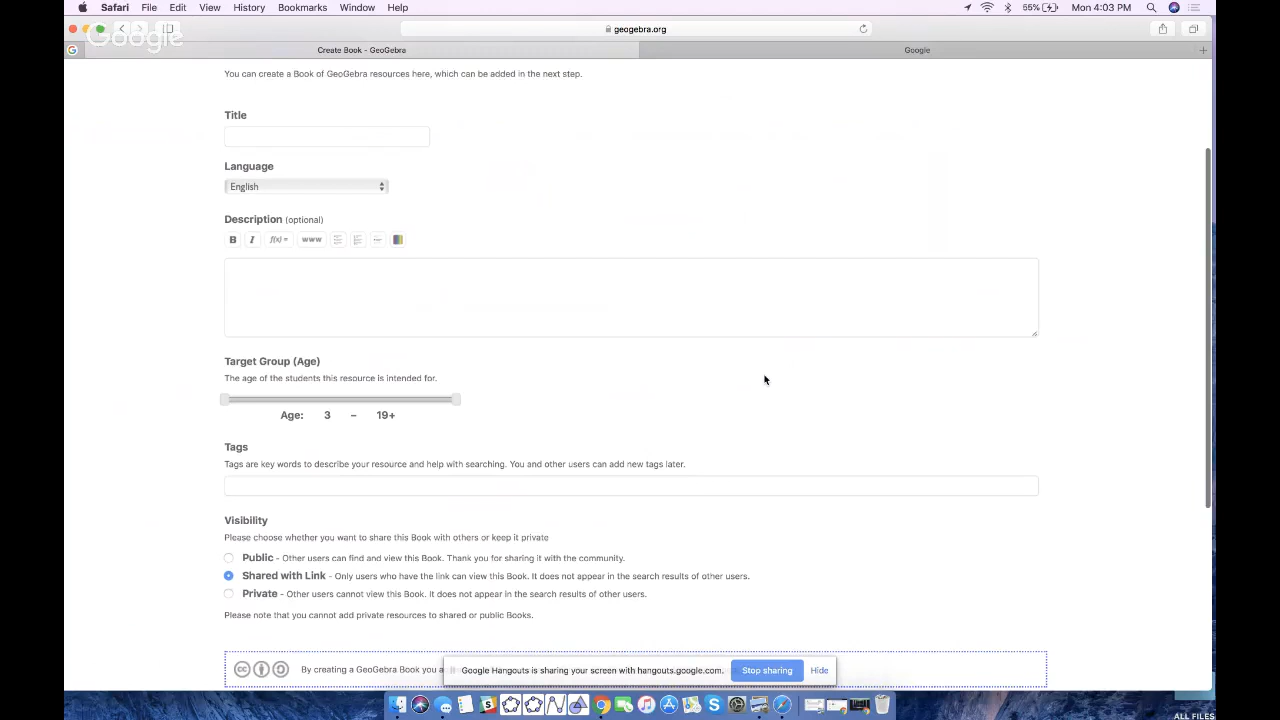 Safari File Edit View History Bookmarks Window Help 55% Mon 4:03 PM
Google
geogebra.org
G Create Book - GeoGebra Google
You can create a Book of GeoGebra resources here, which can be added in the next step.
Title
Language
English
Description (optional)
B I f(x) = www
Target Group (Age)
The age of the students this resource is intended for.
Age: 3 – 19+
Tags
Tags are key words to describe your resource and help with searching. You and other users can add new tags later.
Visibility
Please choose whether you want to share this Book with others or keep it private
Public - Other users can find and view this Book. Thank you for sharing it with the community.
Shared with Link - Only users who have the link can view this Book. It does not appear in the search results of other users.
Private - Other users cannot view this Book. It does not appear in the search results of other users.
Please note that you cannot add private resources to shared or public Books.
cc By creating a GeoGebra Book you
Google Hangouts is sharing your screen with hangouts.google.com. Stop sharing Hide
ALL FILES